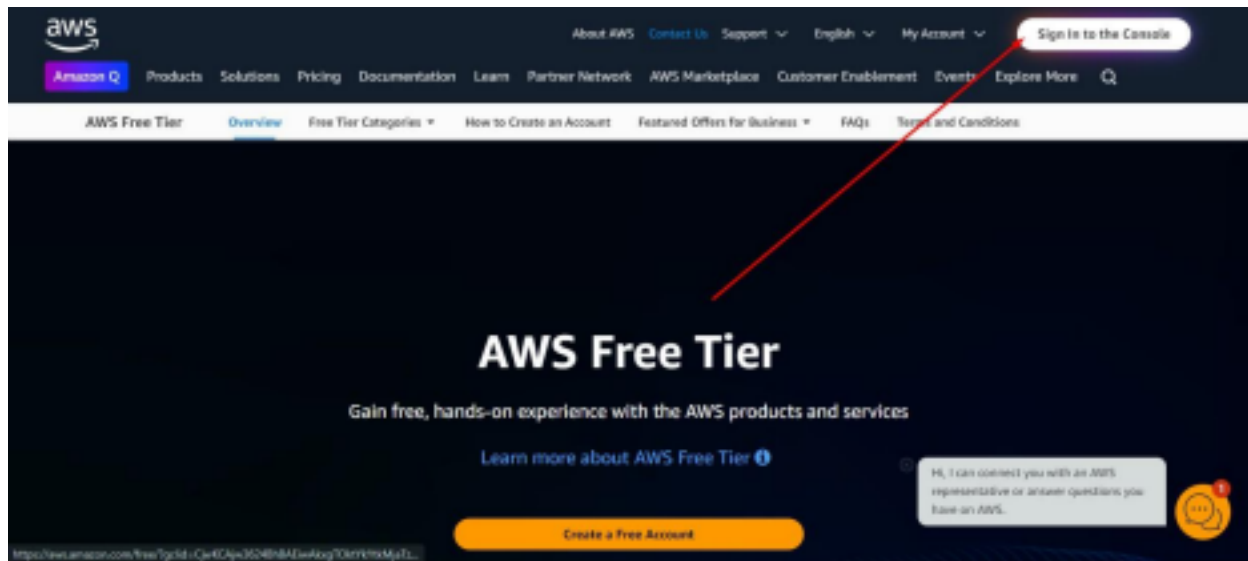 aws
About AWS Contact Us Support English My Account Sign In to the Console
Amazon Q Products Solutions Pricing Documentation Learn Partner Network AWS Marketplace Customer Enablement Events Explore More
AWS Free Tier Overview Free Tier Categories How to Create an Account Featured Offers for Business FAQs Terms and Conditions
AWS Free Tier
Gain free, hands-on experience with the AWS products and services
Learn more about AWS Free Tier
Hi, I can connect you with an AWS
representative or answer questions you
have on AWS.
1
Create a Free Account